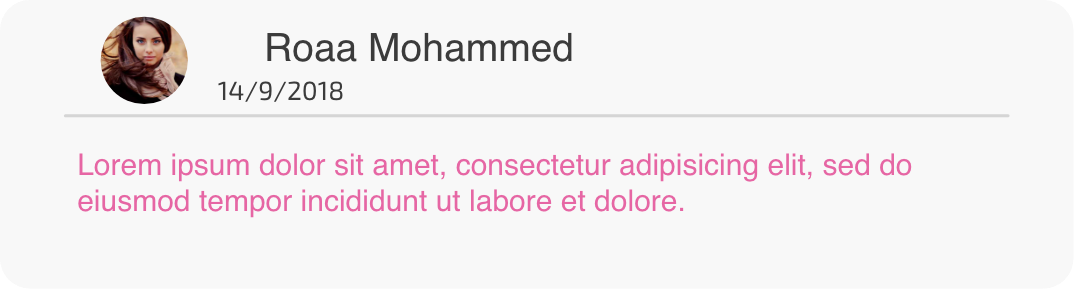 Roaa Mohammed
14/9/2018
Lorem ipsum dolor sit amet, consectetur adipisicing elit, sed do
eiusmod tempor incididunt ut labore et dolore.